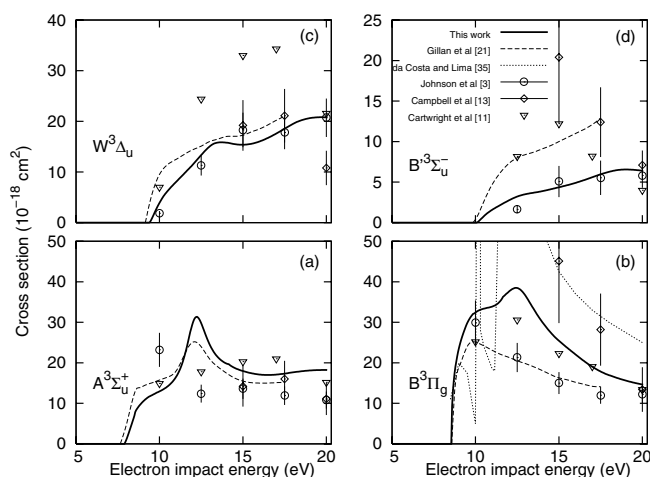 (c)
W³Δu
40
30
20
10
0
(d)
B'³Σu⁻
25
20
15
10
5
0
This work
Gillan et al [21]
da Costa and Lima [35]
Johnson et al [3]
Campbell et al [13]
Cartwright et al [11]
Cross section (10⁻¹⁸ cm²)
(a)
A³Σu⁺
50
40
30
20
10
0
5 10 15 20
Electron impact energy (eV)
(b)
B³Πg
50
40
30
20
10
0
5 10 15 20
Electron impact energy (eV)